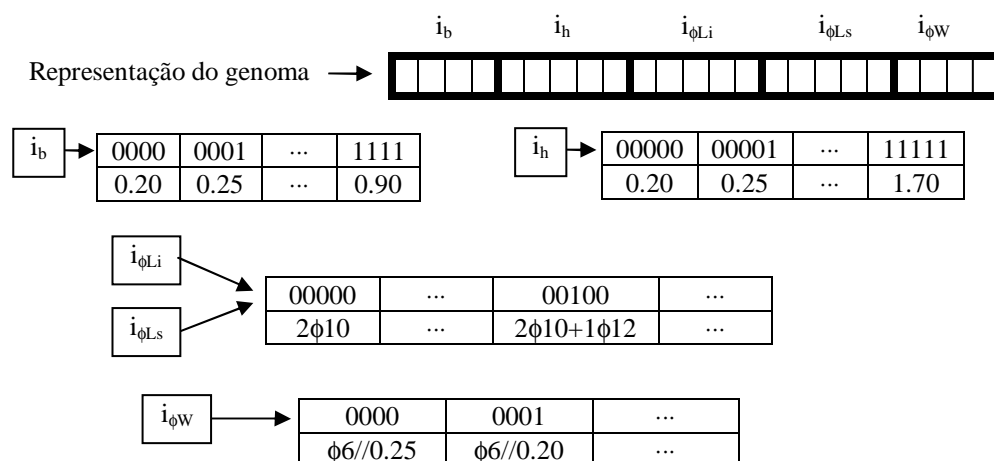 i_b i_h i_ϕLi i_ϕLs i_ϕW
Representação do genoma
i_b
0000 0001 ... 1111
0.20 0.25 ... 0.90
i_h
00000 00001 ... 11111
0.20 0.25 ... 1.70
i_ϕLi
i_ϕLs
00000 ... 00100 ...
2ϕ10 ... 2ϕ10+1ϕ12 ...
i_ϕW
0000 0001 ...
ϕ6//0.25 ϕ6//0.20 ...